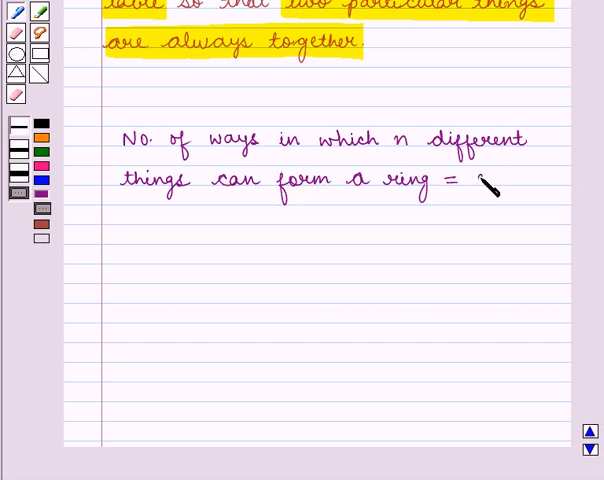 table so that two particular things
are always together.
No. of ways in which n different
things can form a ring =